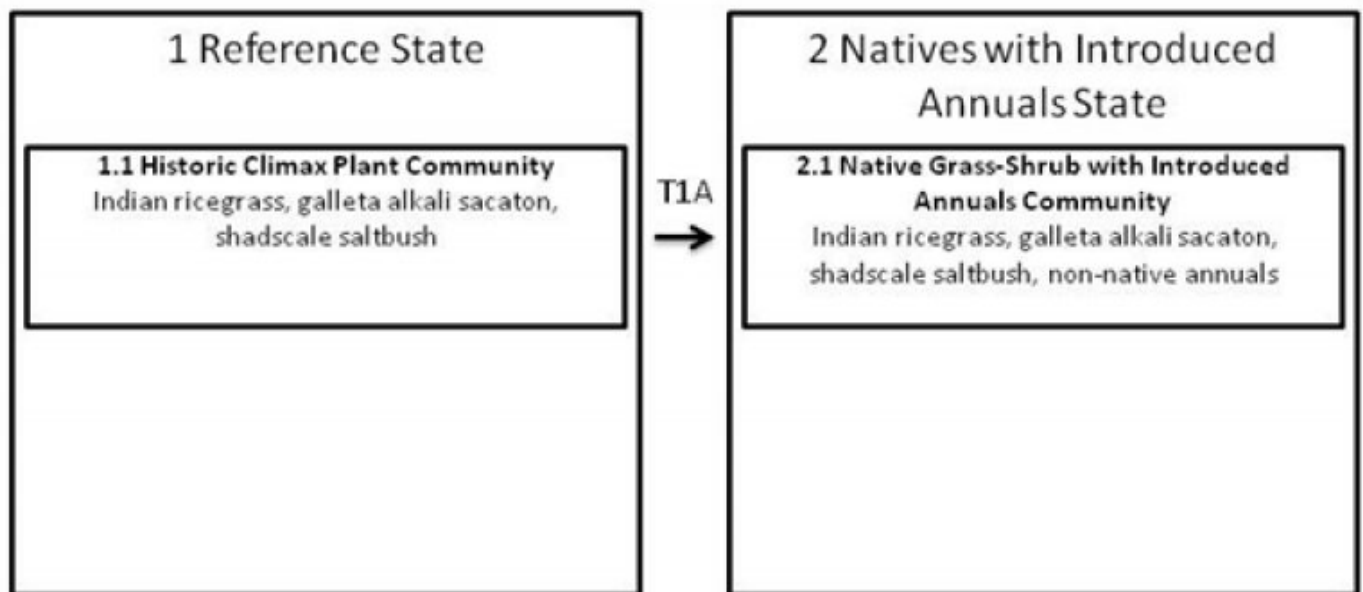 1 Reference State
1.1 Historic Climax Plant Community
Indian ricegrass, galleta alkali sacaton,
shadscale saltbush
T1A
2 Natives with Introduced
Annuals State
2.1 Native Grass-Shrub with Introduced
Annuals Community
Indian ricegrass, galleta alkali sacaton,
shadscale saltbush, non-native annuals